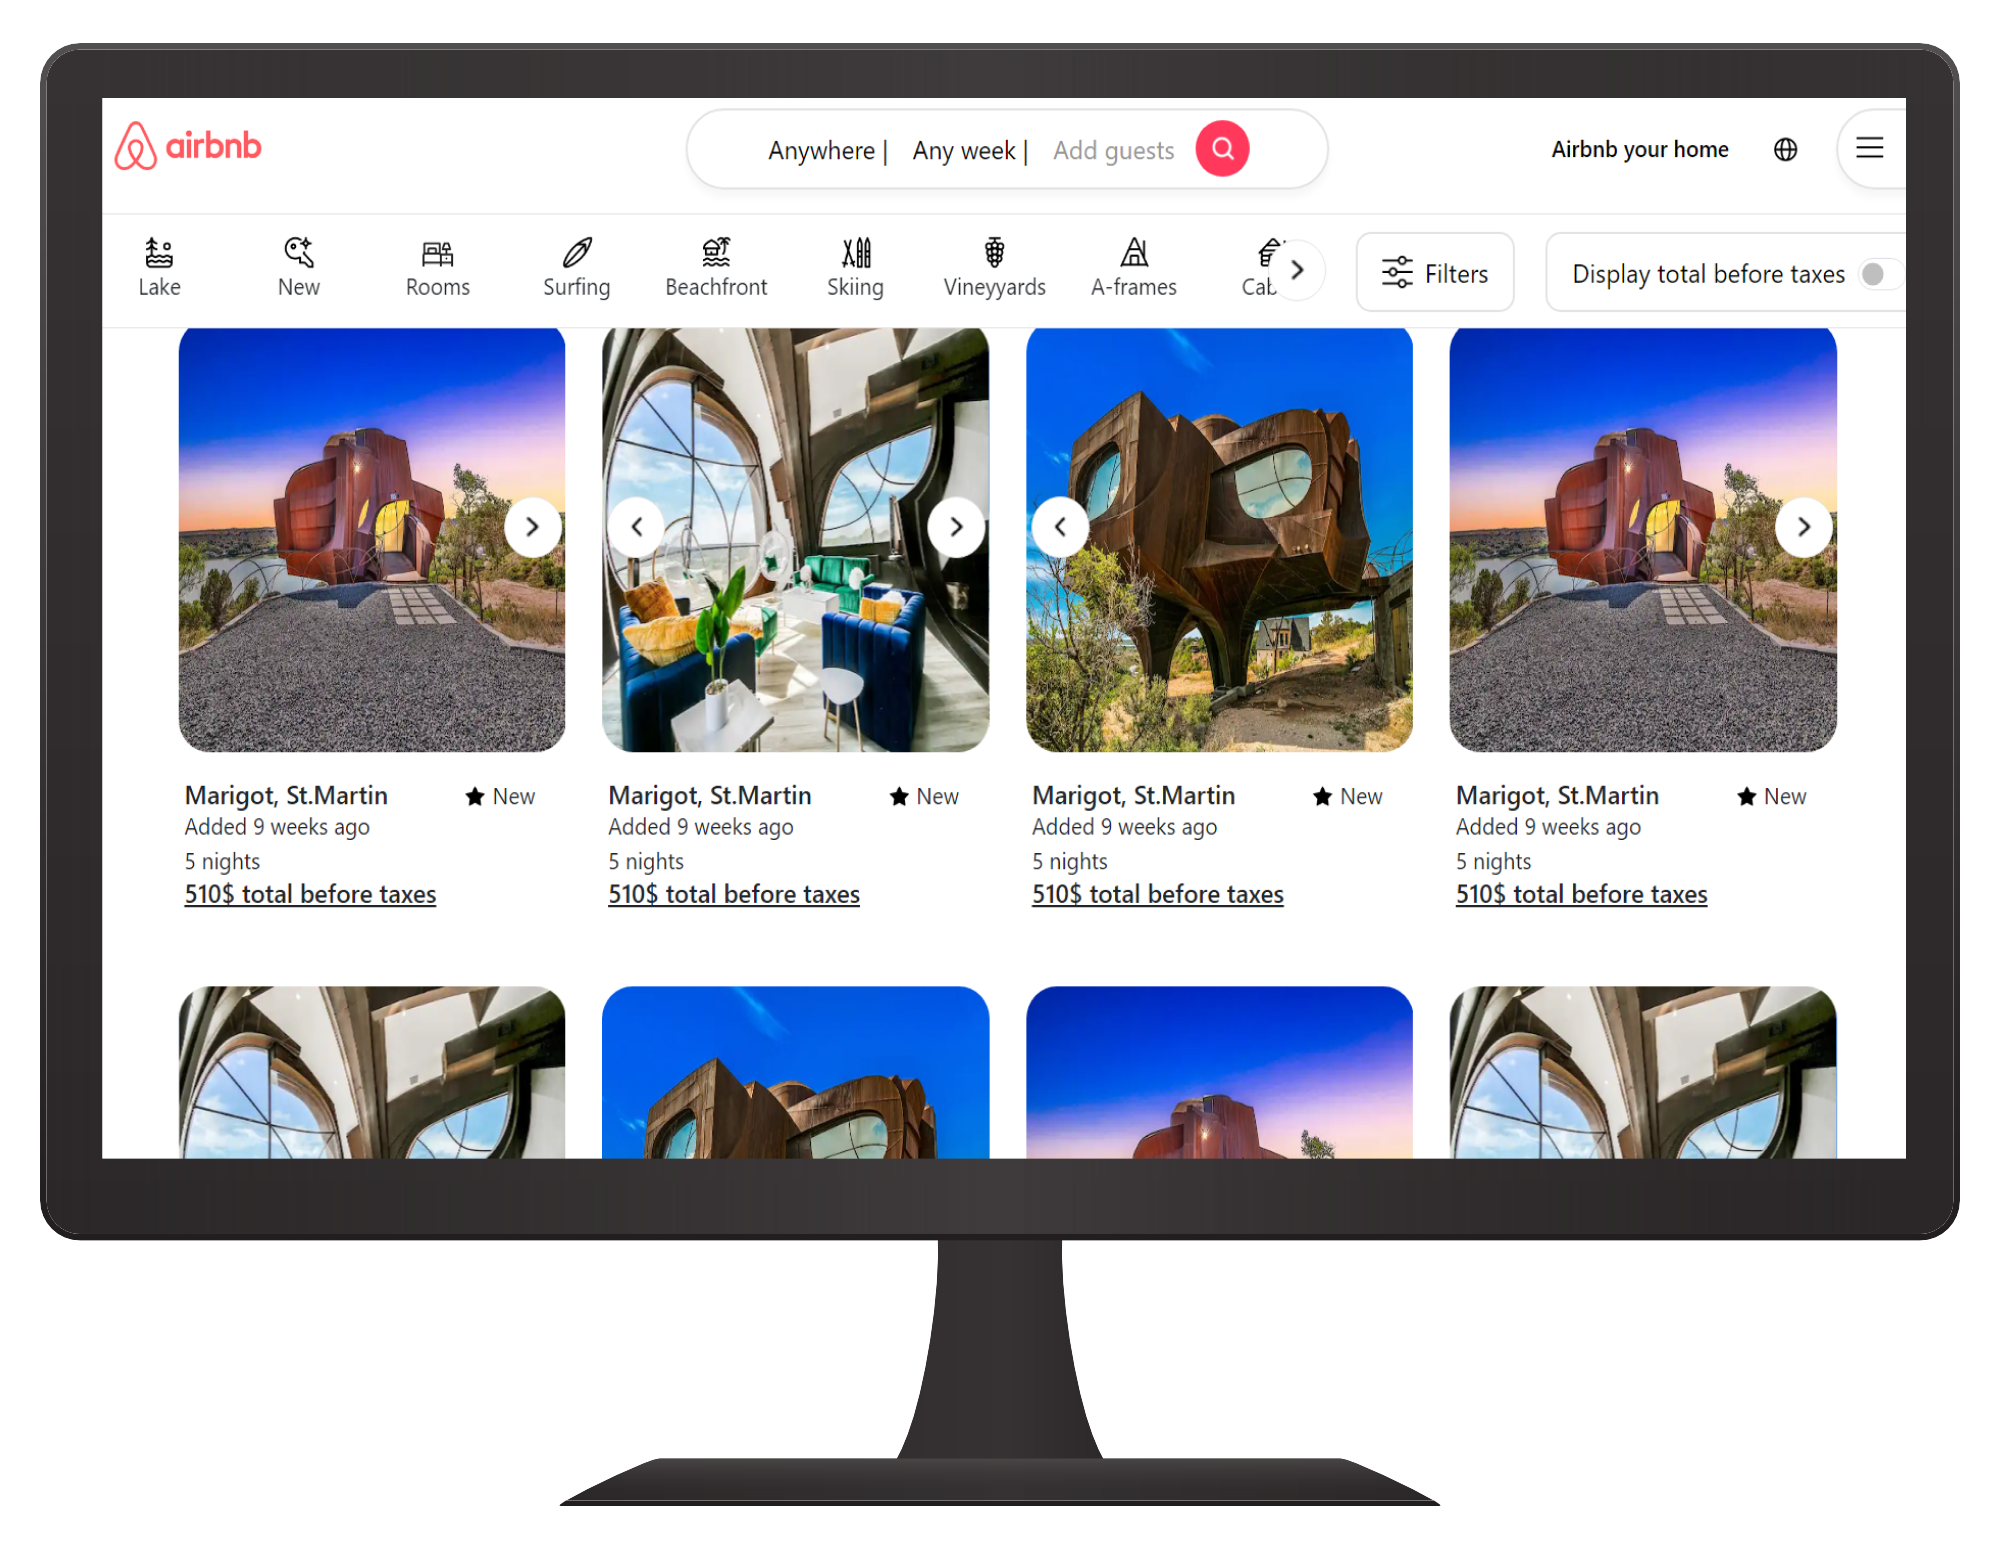 airbnb
Anywhere | Any week | Add guests
Airbnb your home
Lake New Rooms Surfing Beachfront Skiing Vineyyards A-frames Cab
Filters
Display total before taxes
Marigot, St.Martin ★ New
Added 9 weeks ago
5 nights
510$ total before taxes
Marigot, St.Martin ★ New
Added 9 weeks ago
5 nights
510$ total before taxes
Marigot, St.Martin ★ New
Added 9 weeks ago
5 nights
510$ total before taxes
Marigot, St.Martin ★ New
Added 9 weeks ago
5 nights
510$ total before taxes